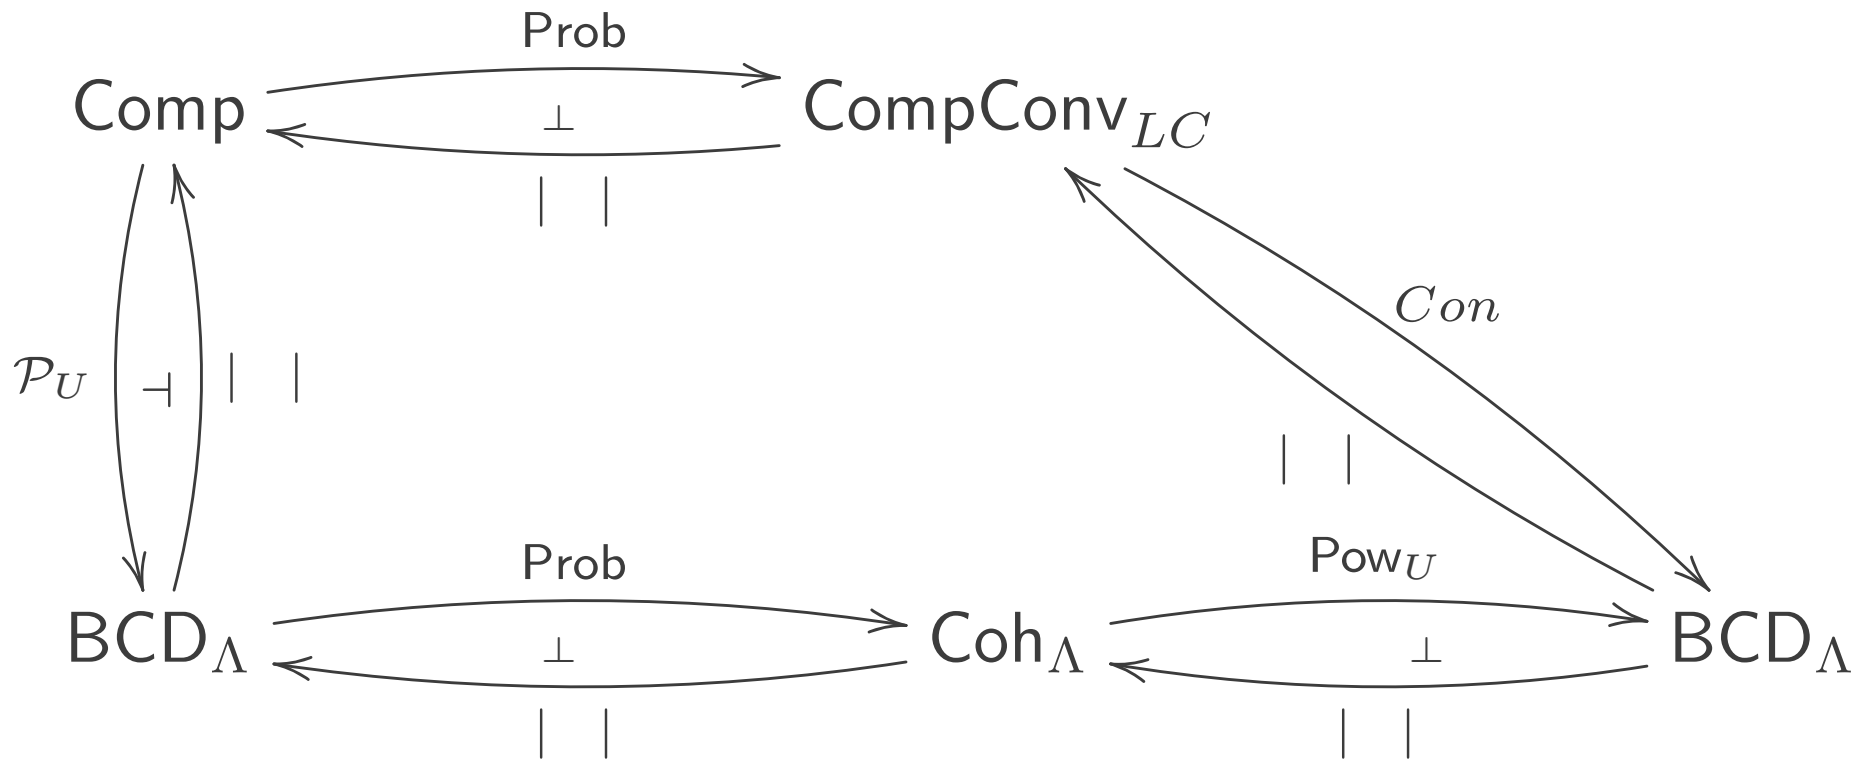 Prob
Comp ⊥ CompConv_{LC}
| |
Con
𝒫_U ⊣ | |
| |
Prob Pow_U
BCD_Λ ⊥ Coh_Λ ⊥ BCD_Λ
| | | |